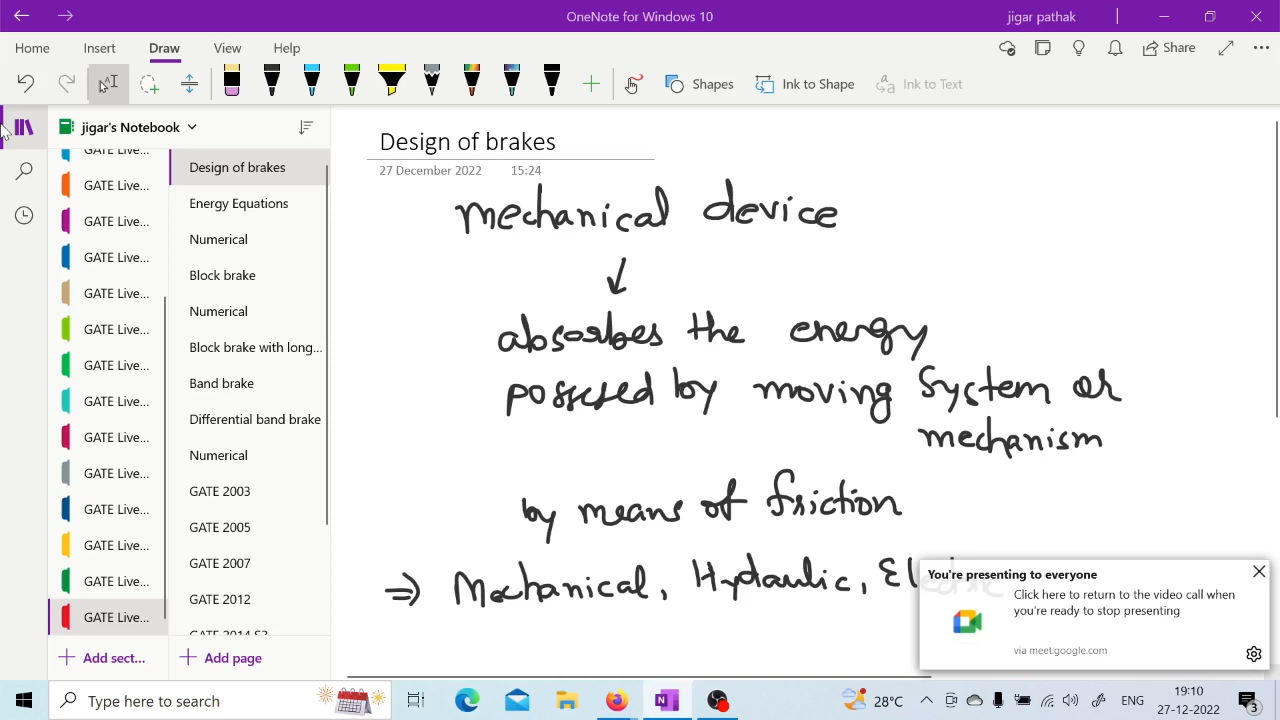 OneNote for Windows 10
jigar pathak
Home Insert Draw View Help
Share
Shapes
Ink to Shape
Ink to Text
jigar's Notebook
GATE Live...
GATE Live...
GATE Live...
GATE Live...
GATE Live...
GATE Live...
GATE Live...
GATE Live...
GATE Live...
GATE Live...
GATE Live...
GATE Live...
GATE Live...
GATE Live...
Add sect...
Design of brakes
Energy Equations
Numerical
Block brake
Numerical
Block brake with long...
Band brake
Differential band brake
Numerical
GATE 2003
GATE 2005
GATE 2007
GATE 2012
GATE 2014 S3
Add page
Design of brakes
27 December 2022 15:24
mechanical device
↓
absorbes the energy
possesed by moving system or
mechanism
by means of friction
⇒ Mechanical, Hydraulic, Electric
You're presenting to everyone
Click here to return to the video call when
you're ready to stop presenting
via meet.google.com
Type here to search
28°C
ENG
19:10
27-12-2022
3